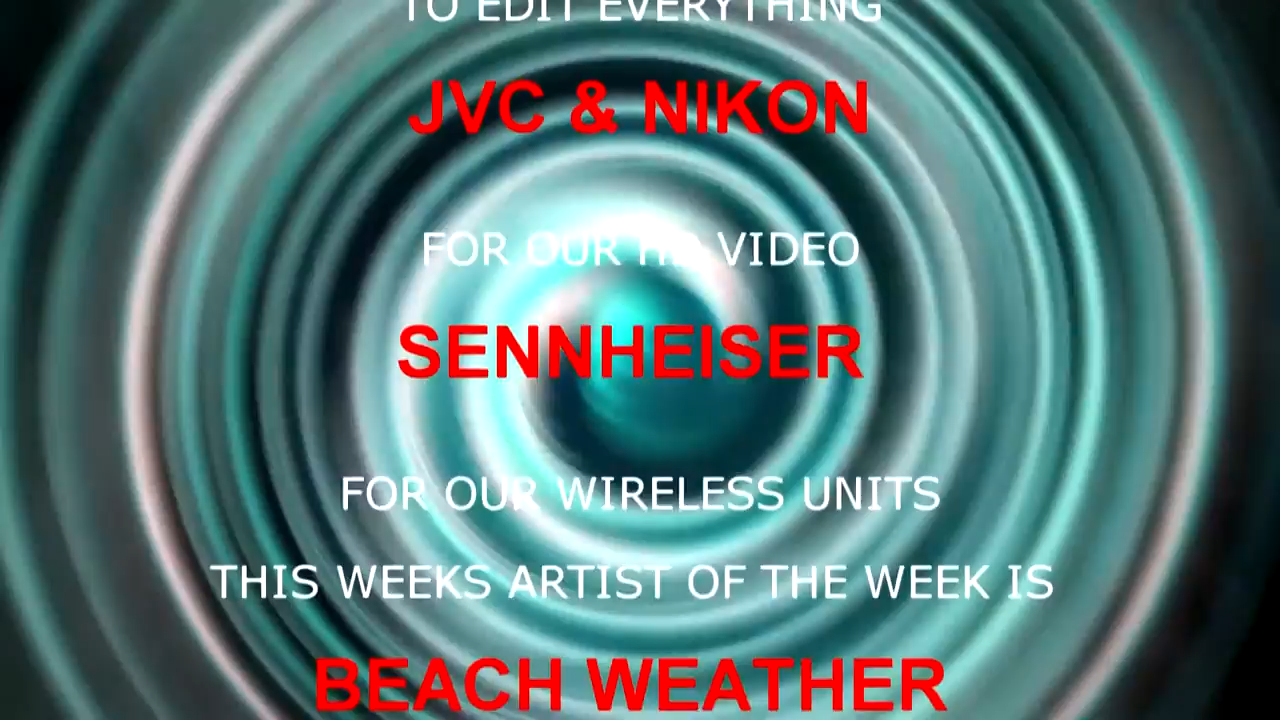 TO EDIT EVERYTHING
JVC & NIKON
FOR OUR HD VIDEO
SENNHEISER
FOR OUR WIRELESS UNITS
THIS WEEKS ARTIST OF THE WEEK IS
BEACH WEATHER